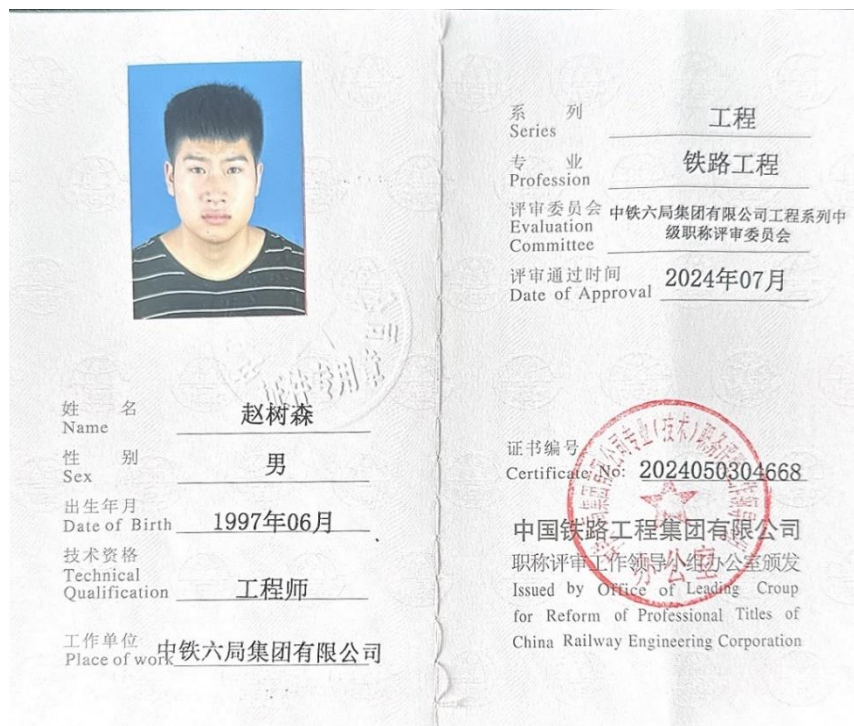 姓 名
Name
赵树森
性 别
Sex
男
出生年月
Date of Birth
1997年06月
技术资格
Technical
Qualification
工程师
工作单位
Place of work
中铁六局集团有限公司
证件专用章
系 列
Series
工程
专 业
Profession
铁路工程
评审委员会
Evaluation
Committee
中铁六局集团有限公司工程系列中
级职称评审委员会
评审通过时间
Date of Approval
2024年07月
证书编号
Certificate No:
2024050304668
中国铁路工程集团有限公司
职称评审工作领导小组办公室颁发
Issued by Office of Leading Croup
for Reform of Professional Titles of
China Railway Engineering Corporation
办公室